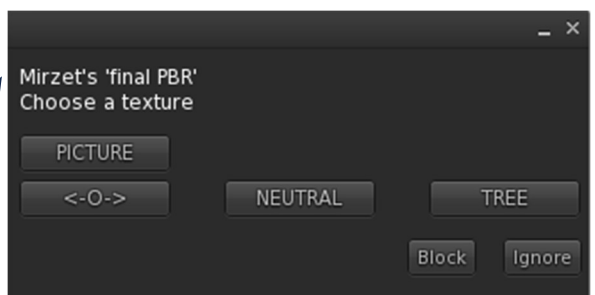 Mirzet's 'final PBR'
Choose a texture
PICTURE
<-O-> NEUTRAL TREE
Block Ignore